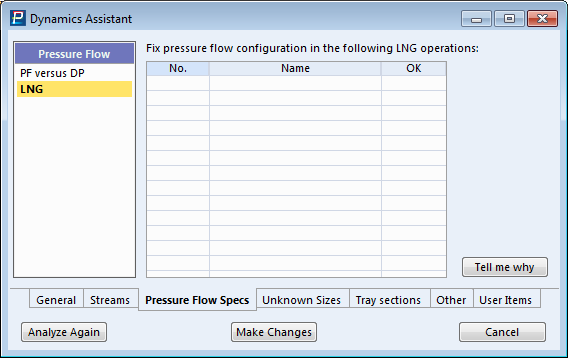 Dynamics Assistant
Pressure Flow
PF versus DP
LNG
Fix pressure flow configuration in the following LNG operations:
No. Name OK
Tell me why
General Streams Pressure Flow Specs Unknown Sizes Tray sections Other User Items
Analyze Again Make Changes Cancel